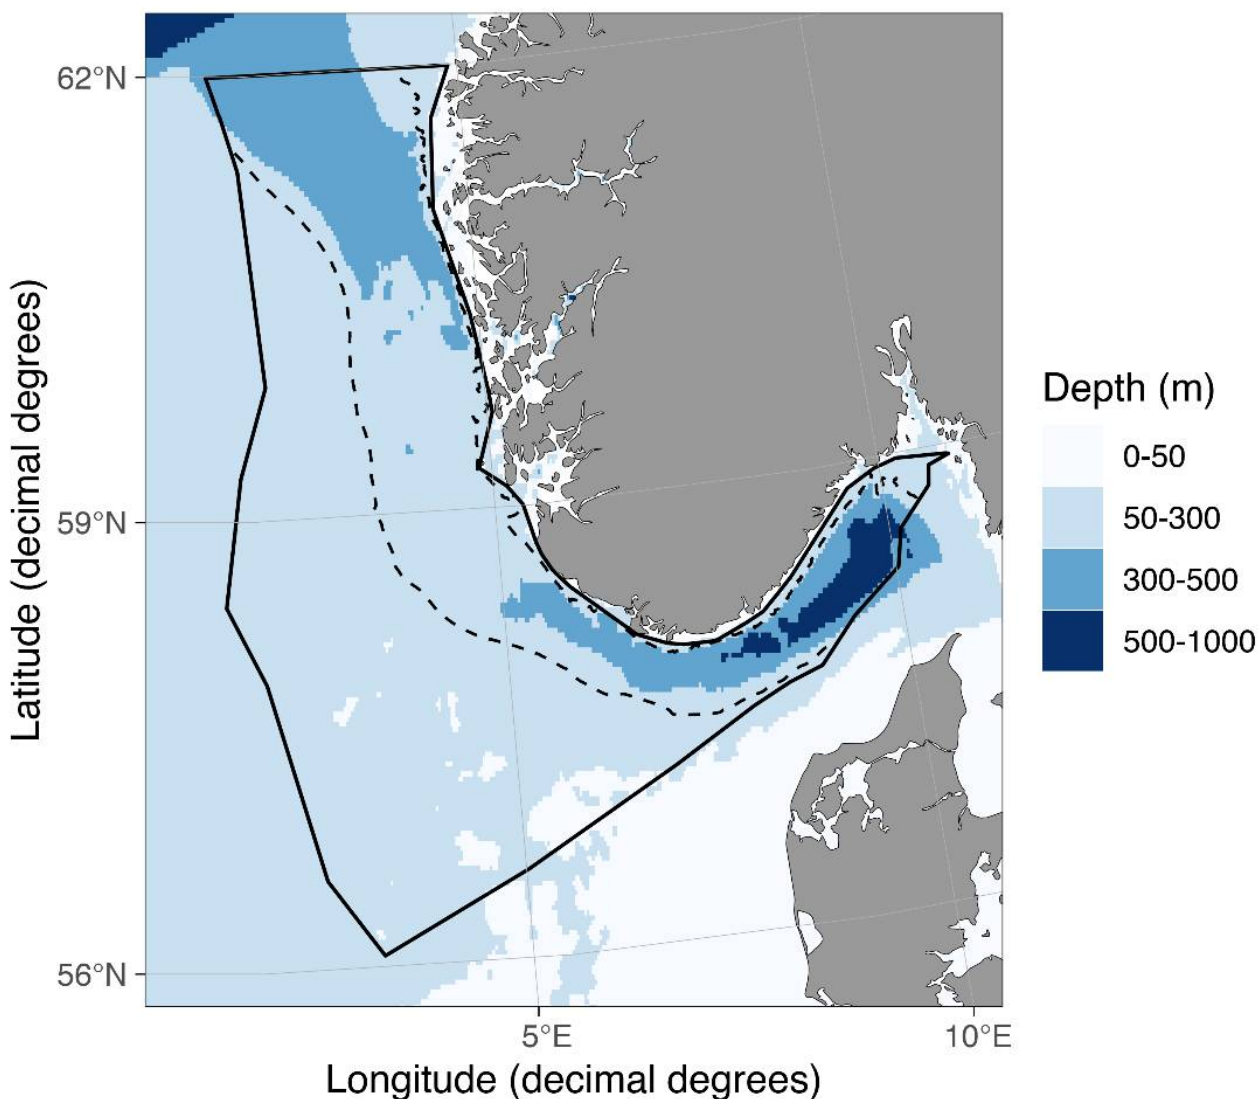 62°N
59°N
56°N
Latitude (decimal degrees)
5°E
10°E
Longitude (decimal degrees)
Depth (m)
0-50
50-300
300-500
500-1000